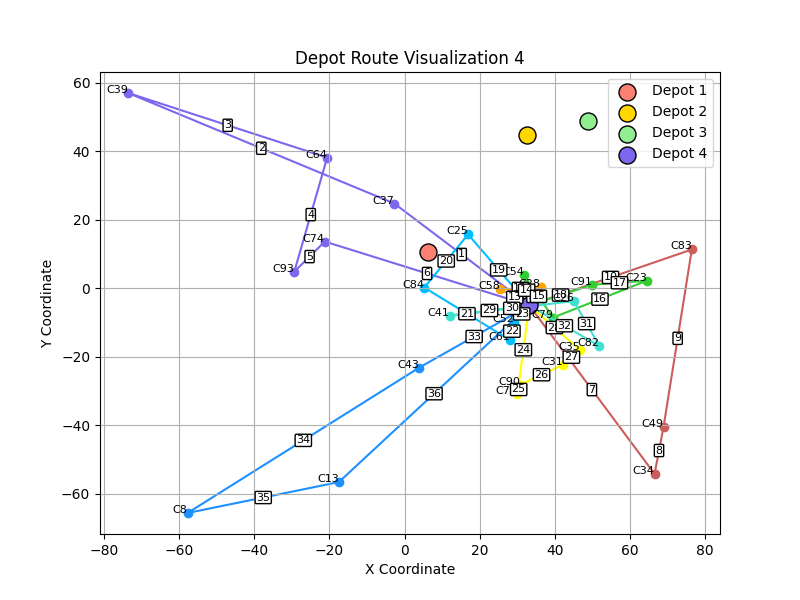 Depot Route Visualization 4
Y Coordinate
X Coordinate
60
40
20
0
−20
−40
−60
−80
−60
−40
−20
0
20
40
60
80
Depot 1
Depot 2
Depot 3
Depot 4
C39
3
2
C64
C37
4
C74
5
C93
C25
1
20
6
C84
19
C54
C58
C83
C91
C23
17
16
15
13
30
29
21
C41
23
C79
22
24
32
31
C82
C35
27
C31
26
C90
25
7
9
C49
8
C34
33
C43
36
34
C13
35
C8